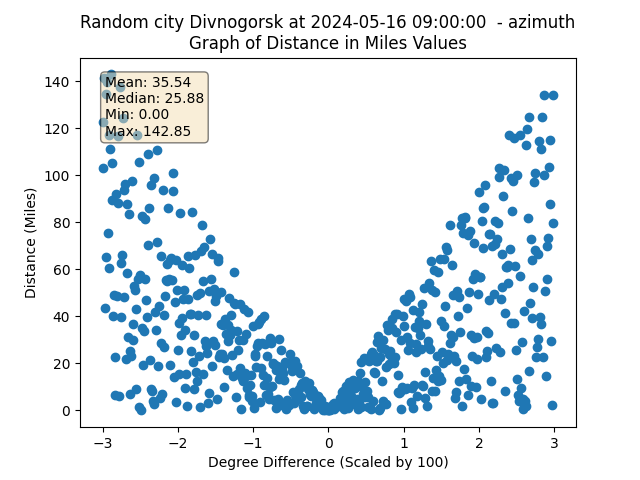 Random city Divnogorsk at 2024-05-16 09:00:00  - azimuth
Graph of Distance in Miles Values
Mean: 35.54
Median: 25.88
Min: 0.00
Max: 142.85
140
120
100
80
60
40
20
0
Distance (Miles)
−3 −2 −1 0 1 2 3
Degree Difference (Scaled by 100)